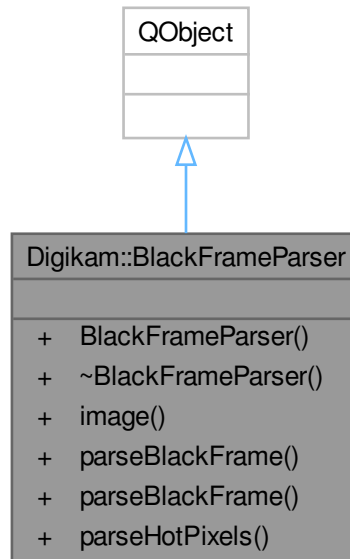 QObject
Digikam::BlackFrameParser
+ BlackFrameParser()
+ ~BlackFrameParser()
+ image()
+ parseBlackFrame()
+ parseBlackFrame()
+ parseHotPixels()